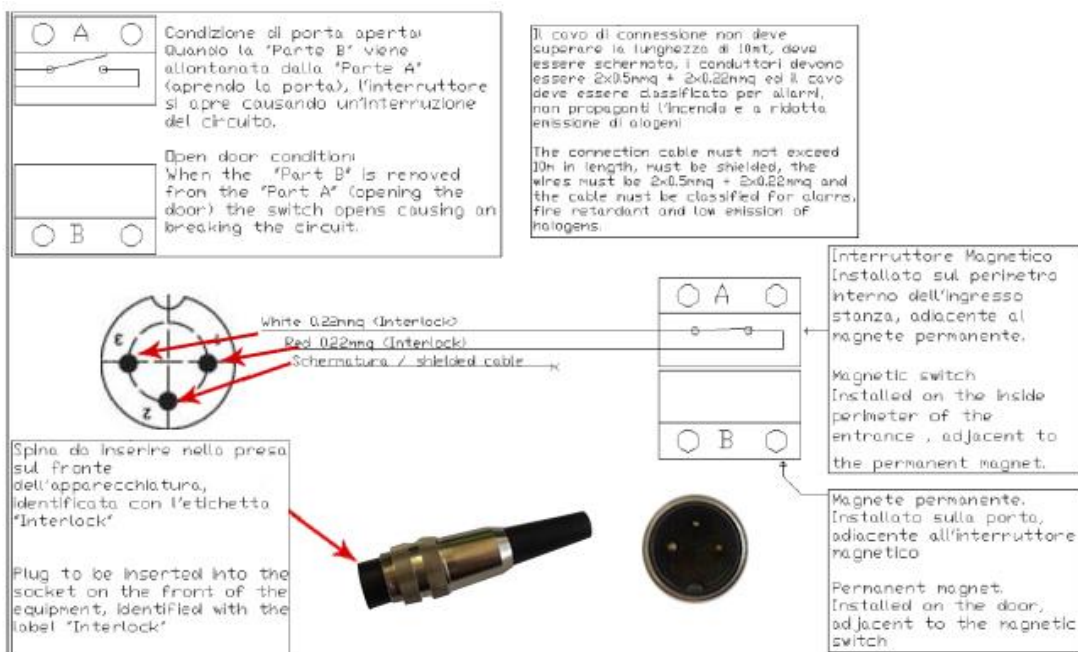 A
B
Condizione di porta aperta:
Quando la "Parte B" viene
allontanata dalla "Parte A"
(aprendo la porta), l'interruttore
si apre causando un'interruzione
del circuito.
Open door condition:
When the "Part B" is removed
from the "Part A" (opening the
door) the switch opens causing an
breaking the circuit.
Il cavo di connessione non deve
superare la lunghezza di 10mt, deve
essere schermato, i conduttori devono
essere 2x0.5mmq + 2x0.22mmq ed il cavo
deve essere classificato per allarmi,
non propaganti l'incendio e a ridotta
emissione di alogeni
The connection cable must not exceed
10m in length, must be shielded, the
wires must be 2x0.5mmq + 2x0.22mmq and
the cable must be classified for alarms,
fire retardant and low emission of
halogens.
3
1
2
White 0.22mmq (Interlock)
Red 0.22mmq (Interlock)
Schermatura / shielded cable
A
B
Interruttore Magnetico
Installato sul perimetro
interno dell'ingresso
stanza, adiacente al
magnete permanente.
Magnetic switch
Installed on the inside
perimeter of the
entrance , adjacent to
the permanent magnet.
Spina da inserire nella presa
sul fronte
dell'apparecchiatura,
identificata con l'etichetta
"Interlock"
Plug to be inserted into the
socket on the front of the
equipment, identified with the
label "Interlock"
Magnete permanente.
Installato sulla porta,
adiacente all'interruttore
magnetico
Permanent magnet.
Installed on the door,
adjacent to the magnetic
switch